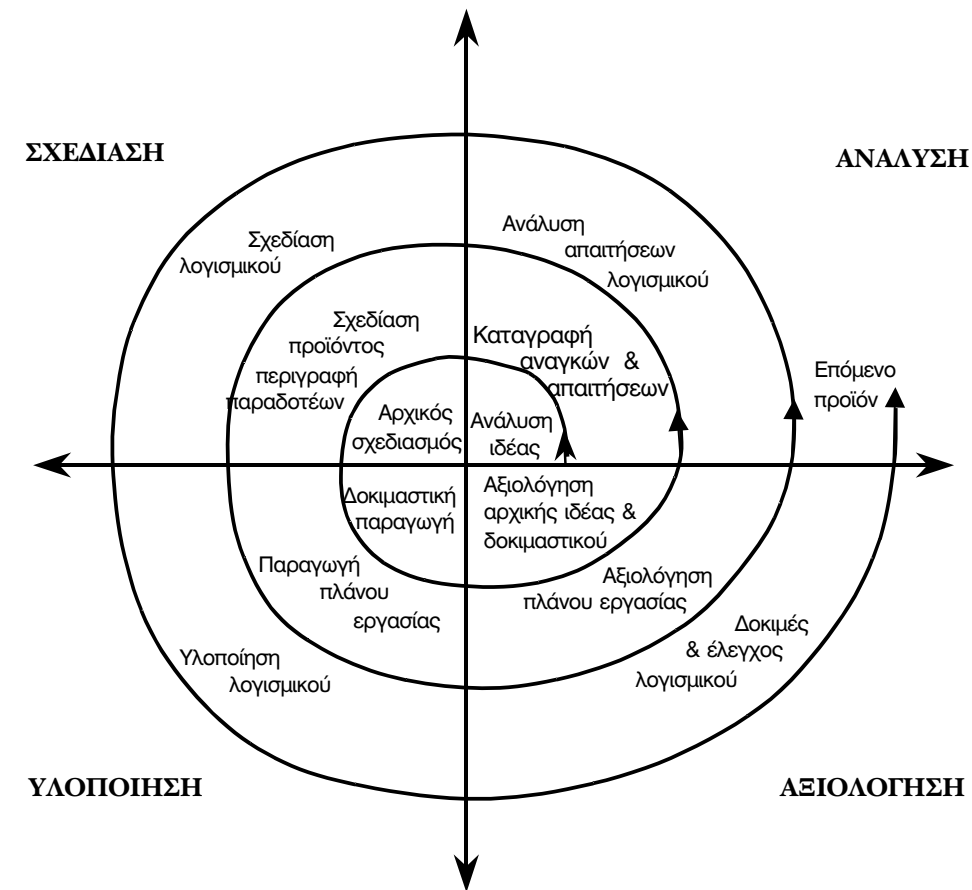 ΣΧΕΔΙΑΣΗ
ΑΝΑΛΥΣΗ
Σχεδίαση
λογισμικού
Ανάλυση
απαιτήσεων
λογισμικού
Σχεδίαση
προϊόντος
περιγραφή
παραδοτέων
Καταγραφή
αναγκών &
απαιτήσεων
Επόμενο
προϊόν
Αρχικός
σχεδιασμός
Ανάλυση
ιδέας
Δοκιμαστική
παραγωγή
Αξιολόγηση
αρχικής ιδέας &
δοκιμαστικού
Παραγωγή
πλάνου
εργασίας
Αξιολόγηση
πλάνου εργασίας
Υλοποίηση
λογισμικού
Δοκιμές
& έλεγχος
λογισμικού
ΥΛΟΠΟΙΗΣΗ
ΑΞΙΟΛΟΓΗΣΗ